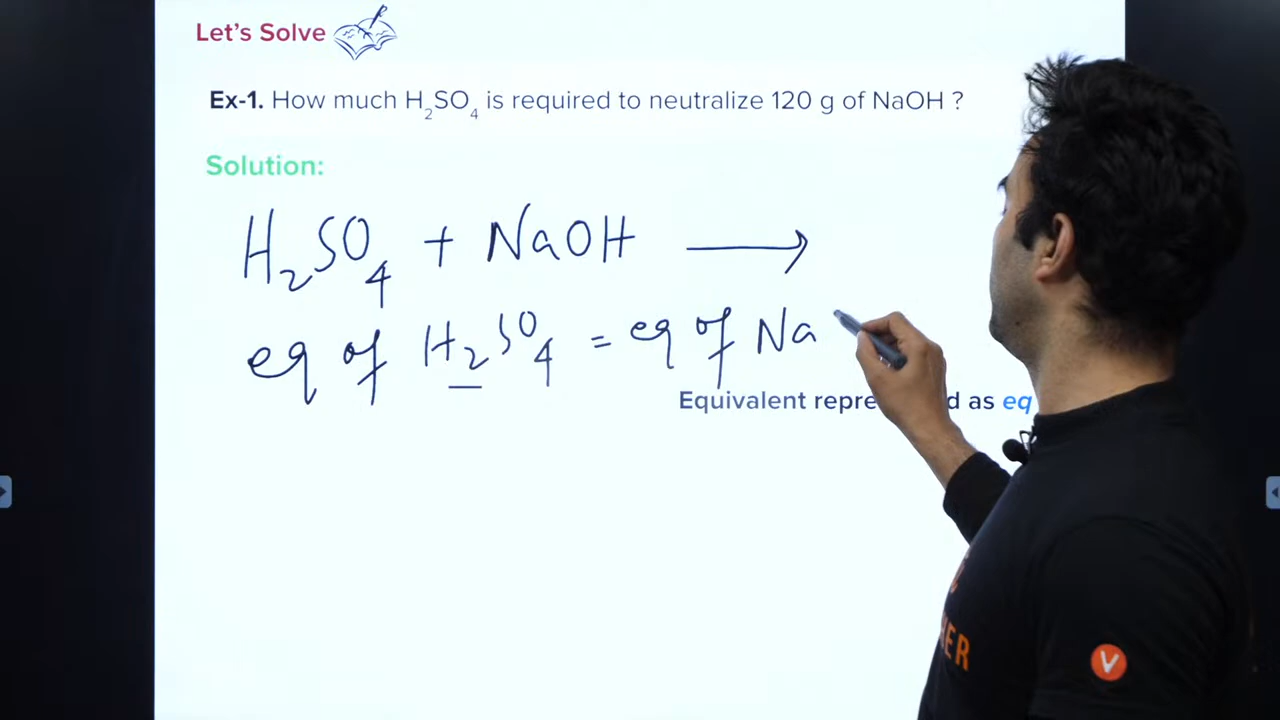 Let's Solve
Ex-1. How much H₂SO₄ is required to neutralize 120 g of NaOH ?
Solution:
H₂SO₄ + NaOH ⟶
eq of H₂SO₄ = eq of Na
Equivalent as eq
V